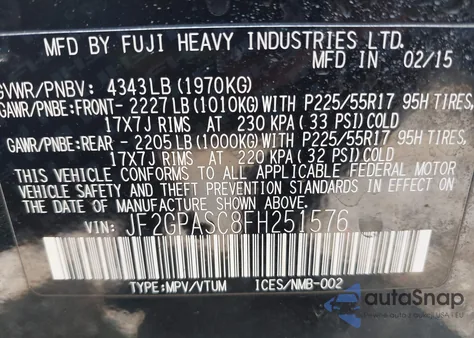 MFD BY FUJI HEAVY INDUSTRIES LTD.
MFD IN 02/15
GVWR/PNBV: 4343LB (1970KG)
GAWR/PNBE:FRONT- 2227LB (1010KG)WITH P225/55R17 95H TIRES,
17X7J RIMS AT 230 KPA (33 PSI)COLD
GAWR/PNBE:REAR - 2205LB (1000KG)WITH P225/55R17 95H TIRES,
17X7J RIMS AT 220 KPA (32 PSI)COLD
THIS VEHICLE CONFORMS TO ALL APPLICABLE FEDERAL MOTOR
VEHICLE SAFETY AND THEFT PREVENTION STANDARDS IN EFFECT ON
THE DATE OF MANUFACTURE SHOWN ABOVE.
VIN: JF2GPASC8FH251576
TYPE:MPV/VTUM ICES/NMB-002
autoSnap